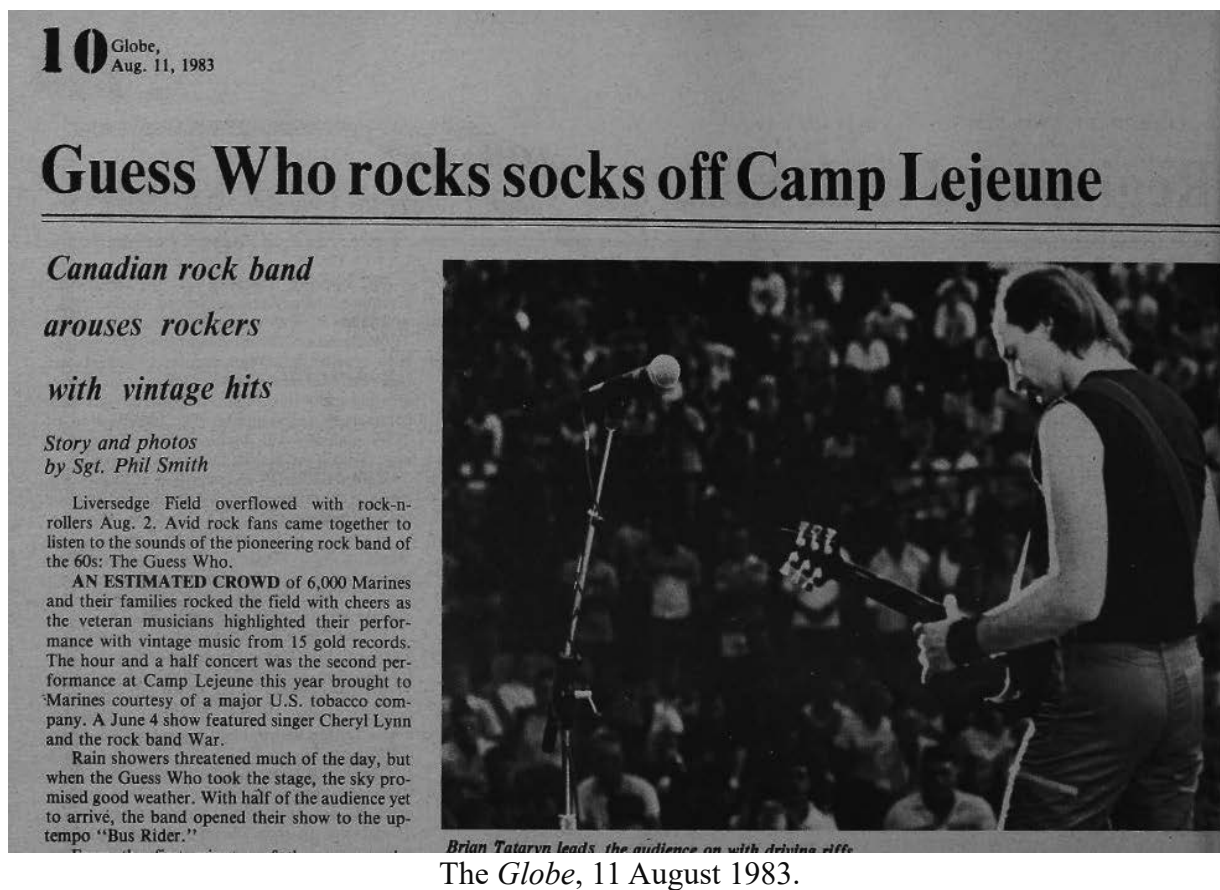 10 Globe,
Aug. 11, 1983
Guess Who rocks socks off Camp Lejeune
Canadian rock band
arouses rockers
with vintage hits
Story and photos
by Sgt. Phil Smith
Liversedge Field overflowed with rock-n-
rollers Aug. 2. Avid rock fans came together to
listen to the sounds of the pioneering rock band of
the 60s: The Guess Who.
AN ESTIMATED CROWD of 6,000 Marines
and their families rocked the field with cheers as
the veteran musicians highlighted their perfor-
mance with vintage music from 15 gold records.
The hour and a half concert was the second per-
formance at Camp Lejeune this year brought to
Marines courtesy of a major U.S. tobacco com-
pany. A June 4 show featured singer Cheryl Lynn
and the rock band War.
Rain showers threatened much of the day, but
when the Guess Who took the stage, the sky pro-
mised good weather. With half of the audience yet
to arrive, the band opened their show to the up-
tempo "Bus Rider."
Brian Tataryn leads the audience on with driving riffs
The Globe, 11 August 1983.